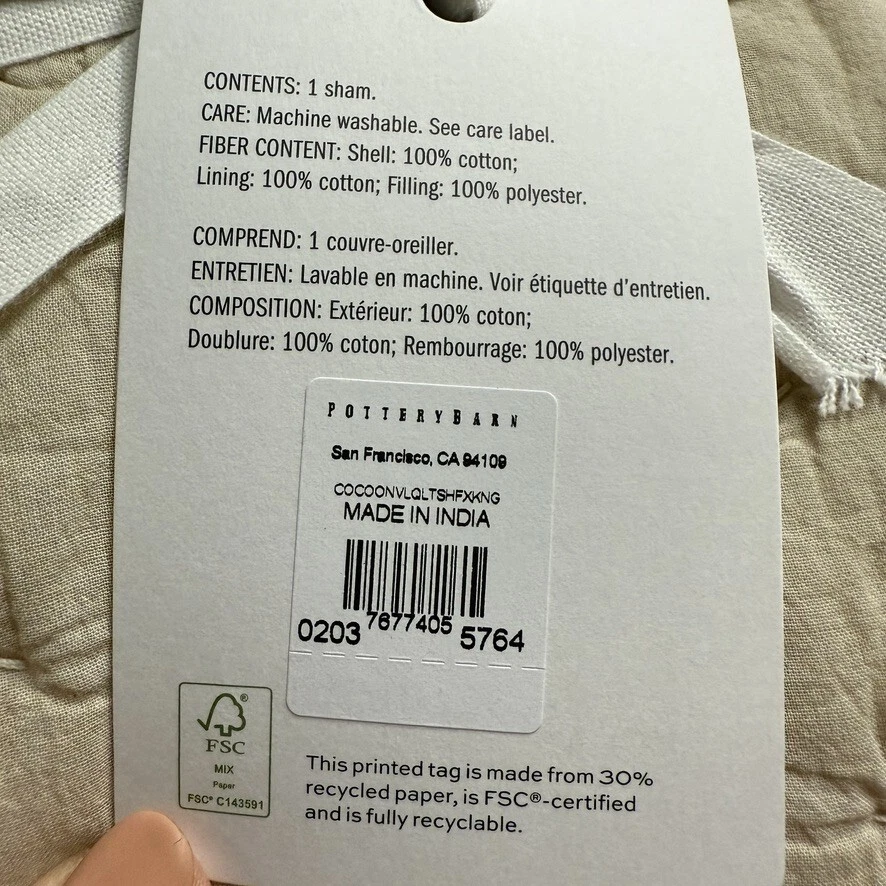 CONTENTS: 1 sham.
CARE: Machine washable. See care label.
FIBER CONTENT: Shell: 100% cotton;
Lining: 100% cotton; Filling: 100% polyester.
COMPREND: 1 couvre-oreiller.
ENTRETIEN: Lavable en machine. Voir étiquette d'entretien.
COMPOSITION: Extérieur: 100% coton;
Doublure: 100% coton; Rembourrage: 100% polyester.
POTTERYBARN
San Francisco, CA 94109
COCOONVLQLTSHFXKNG
MADE IN INDIA
0203 7677405 5764
®
FSC
MIX
Paper
FSC® C143591
This printed tag is made from 30%
recycled paper, is FSC®-certified
and is fully recyclable.